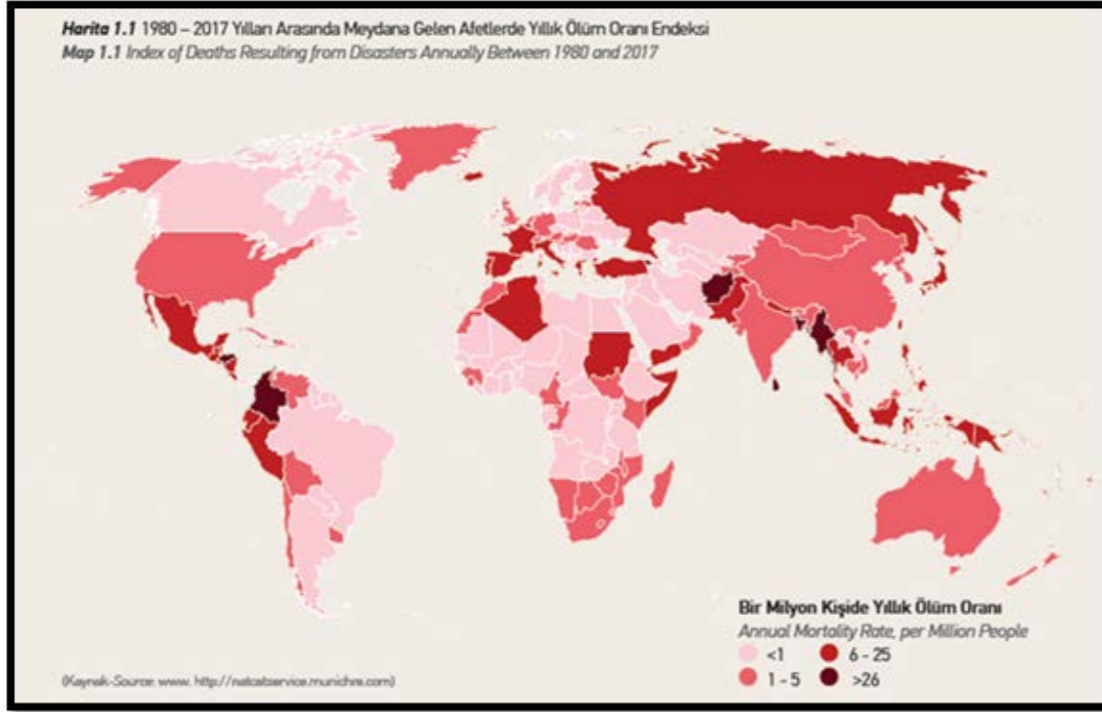 Harita 1.1 1980 – 2017 Yılları Arasında Meydana Gelen Afetlerde Yıllık Ölüm Oranı Endeksi
Map 1.1 Index of Deaths Resulting from Disasters Annually Between 1980 and 2017
Bir Milyon Kişide Yıllık Ölüm Oranı
Annual Mortality Rate, per Million People
<1 6 - 25
1 - 5 >26
(Kaynak-Source: www. http://natcatservice.munichre.com)